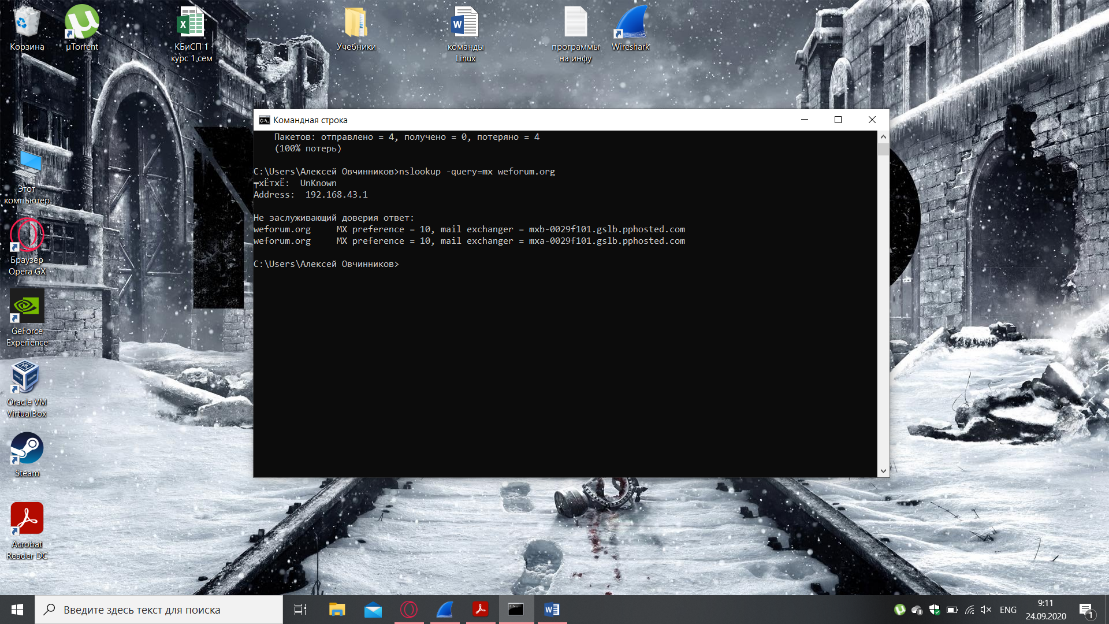 Корзина
µTorrent
КБиСП 1
курс 1,сем
Учебники
команды
Linux
программы
на инфу
Wireshark
Командная строка
Пакетов: отправлено = 4, получено = 0, потеряно = 4
(100% потерь)
C:\Users\Алексей Овчинников>nslookup -query=mx weforum.org
╤хЁтхЁ:  UnKnown
Address:  192.168.43.1
Не заслуживающий доверия ответ:
weforum.org     MX preference = 10, mail exchanger = mxb-0029f101.gslb.pphosted.com
weforum.org     MX preference = 10, mail exchanger = mxa-0029f101.gslb.pphosted.com
C:\Users\Алексей Овчинников>
Этот
компьютер
Браузер
Opera GX
GeForce
Experience
Oracle VM
VirtualBox
Steam
Acrobat
Reader DC
Введите здесь текст для поиска
ENG
9:11
24.09.2020
1